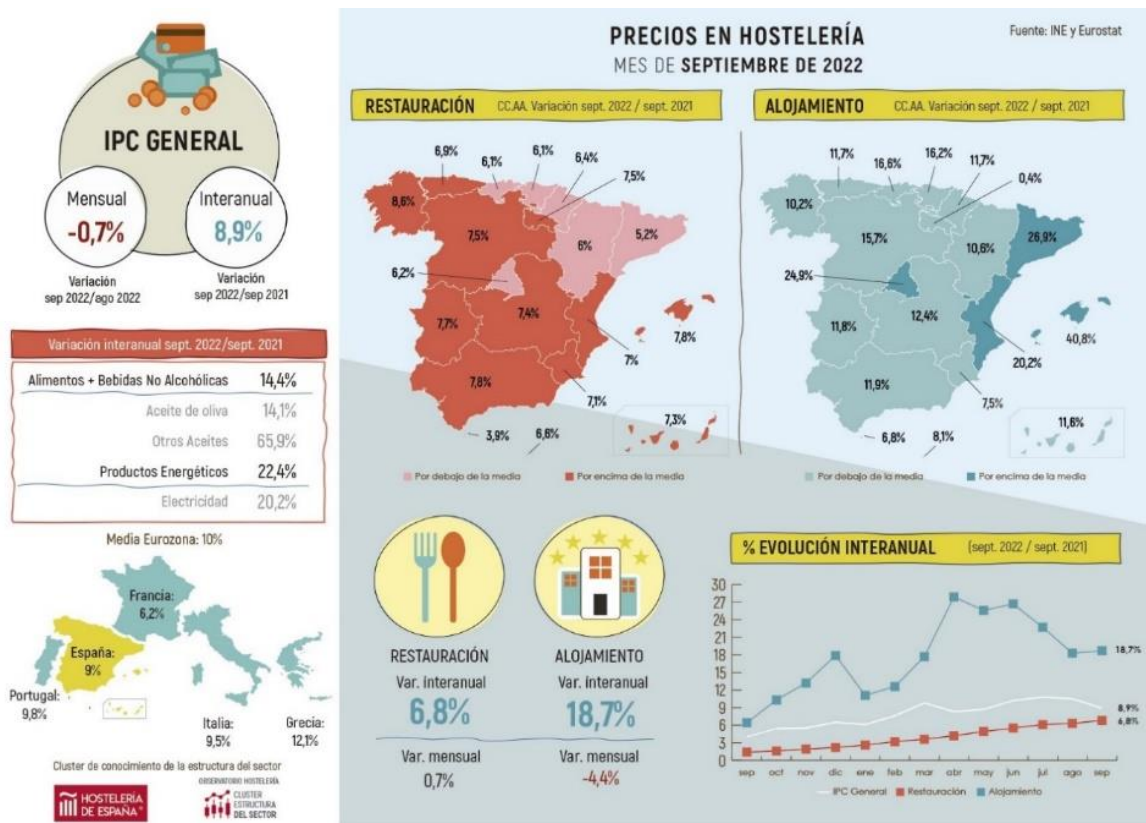 IPC GENERAL
Mensual
-0,7%
Variación
sep 2022/ago 2022
Interanual
8,9%
Variación
sep 2022/sep 2021
Variación interanual sept. 2022/sept. 2021
Alimentos + Bebidas No Alcohólicas 14,4%
Aceite de oliva 14,1%
Otros Aceites 65,9%
Productos Energéticos 22,4%
Electricidad 20,2%
Media Eurozona: 10%
Francia:
6,2%
España:
9%
Portugal:
9,8%
Italia:
9,5%
Grecia:
12,1%
Cluster de conocimiento de la estructura del sector
HOSTELERÍA
DE ESPAÑA
OBSERVATORIO HOSTELERÍA
CLUSTER
ESTRUCTURA
DEL SECTOR
PRECIOS EN HOSTELERÍA
MES DE SEPTIEMBRE DE 2022
Fuente: INE y Eurostat
RESTAURACIÓN CC.AA. Variación sept. 2022 / sept. 2021
6,9%
6,1%
6,1%
6,4%
7,5%
8,6%
7,5%
6%
5,2%
6,2%
7,7%
7,4%
7,8%
7%
7,8%
7,1%
7,3%
3,9%
6,6%
Por debajo de la media
Por encima de la media
ALOJAMIENTO CC.AA. Variación sept. 2022 / sept. 2021
11,7%
16,6%
16,2%
11,7%
0,4%
10,2%
15,7%
10,6%
26,9%
24,9%
11,8%
12,4%
40,8%
20,2%
11,9%
7,5%
11,6%
6,8%
8,1%
Por debajo de la media
Por encima de la media
RESTAURACIÓN
Var. interanual
6,8%
Var. mensual
0,7%
ALOJAMIENTO
Var. interanual
18,7%
Var. mensual
-4,4%
% EVOLUCIÓN INTERANUAL (sept. 2022 / sept. 2021)
30
27
24
21
18
15
12
9
6
3
0
18,7%
8,9%
6,8%
sep oct nov dic ene feb mar abr may jun jul ago sep
IPC General Restauración Alojamiento